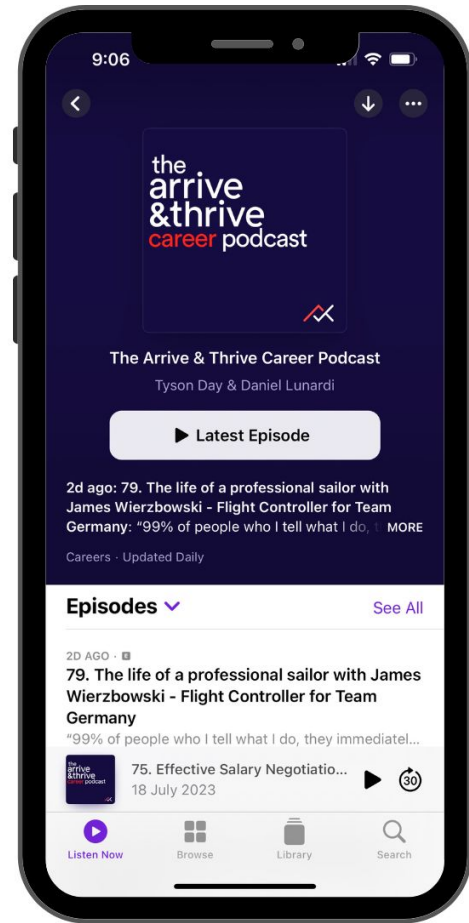 9:06
the
arrive
&thrive
career podcast
The Arrive & Thrive Career Podcast
Tyson Day & Daniel Lunardi
Latest Episode
2d ago: 79. The life of a professional sailor with
James Wierzbowski - Flight Controller for Team
Germany: "99% of people who I tell what I do, MORE
Careers · Updated Daily
Episodes
See All
2D AGO · E
79. The life of a professional sailor with James
Wierzbowski - Flight Controller for Team
Germany
"99% of people who I tell what I do, they immediatel...
the
arrive
&thrive
career podcast
75. Effective Salary Negotiatio...
18 July 2023
30
Listen Now
Browse
Library
Search